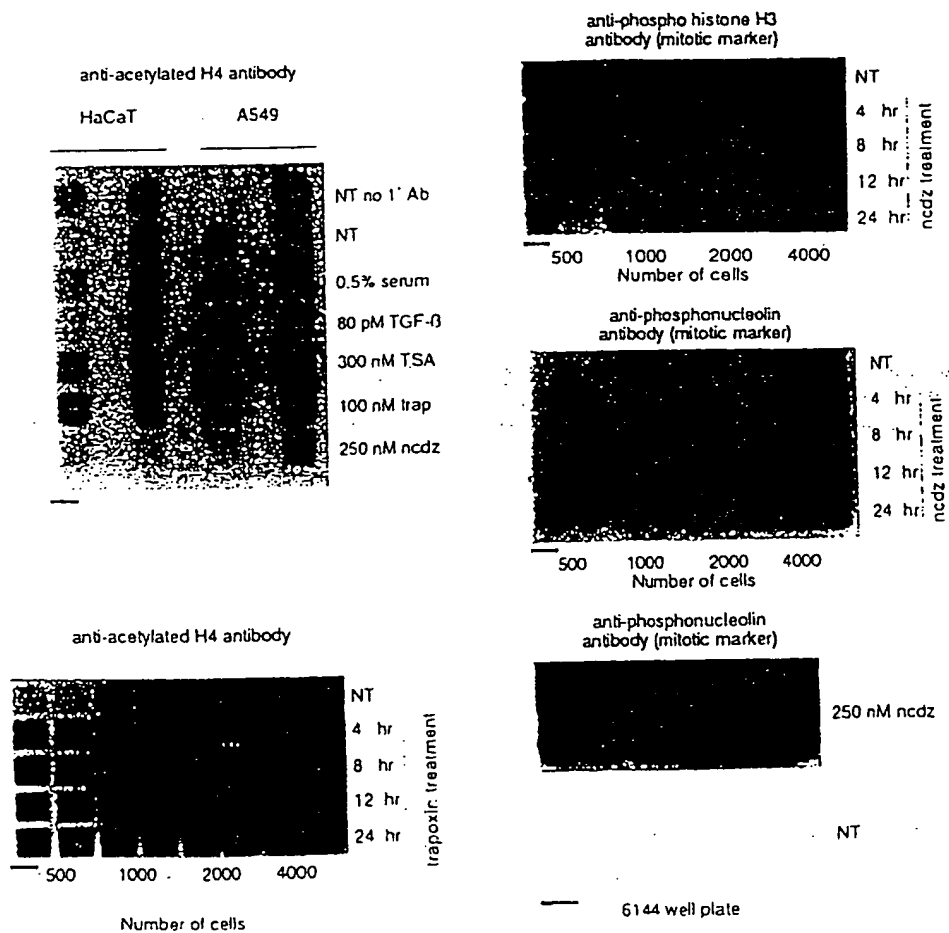 anti-acetylated H4 antibody
HaCaT A549
NT no 1° Ab
NT
0.5% serum
80 pM TGF-ß
300 nM TSA
100 nM trap
250 nM ncdz
anti-acetylated H4 antibody
NT
4 hr
8 hr
12 hr
24 hr
trapoxin treatment
500 1000 2000 4000
Number of cells
anti-phospho histone H3
antibody (mitotic marker)
NT
4 hr
8 hr
12 hr
24 hr
ncdz treatment
500 1000 2000 4000
Number of cells
anti-phosphonucleolin
antibody (mitotic marker)
NT
4 hr
8 hr
12 hr
24 hr
ncdz treatment
500 1000 2000 4000
Number of cells
anti-phosphonucleolin
antibody (mitotic marker)
250 nM ncdz
NT
6144 well plate